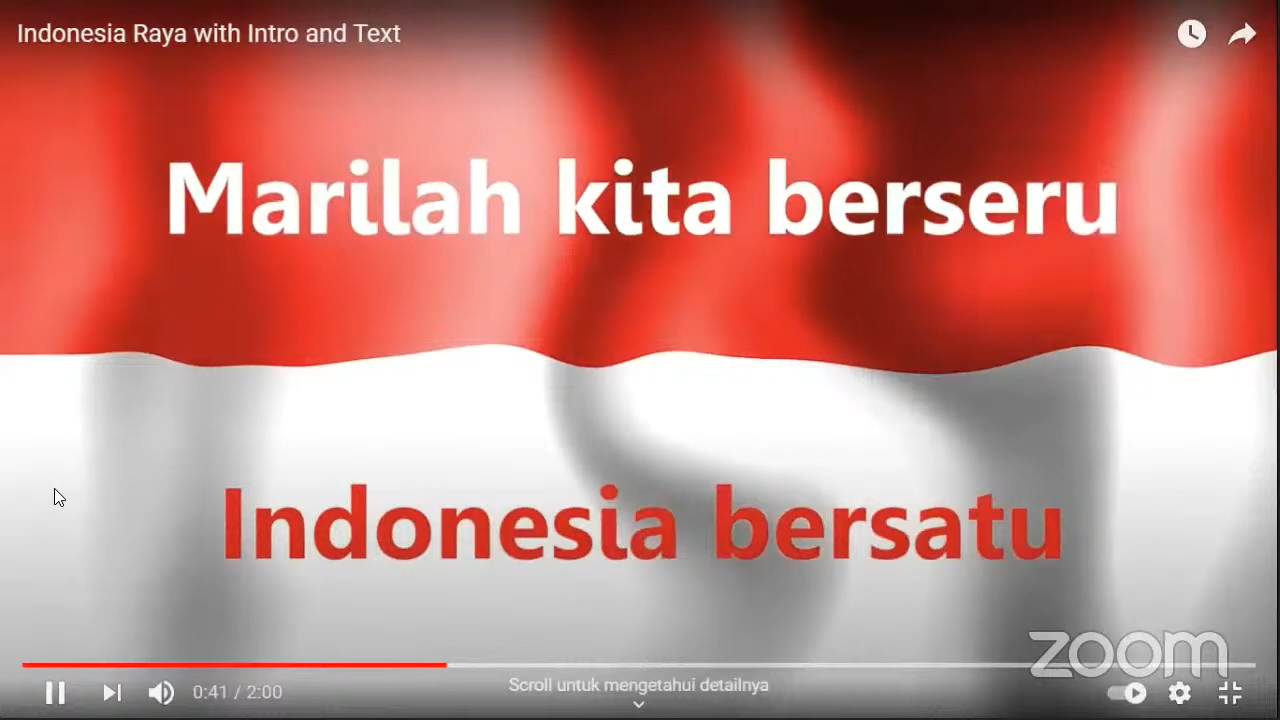 Indonesia Raya with Intro and Text
Marilah kita berseru
Indonesia bersatu
zoom
0:41 / 2:00
Scroll untuk mengetahui detailnya